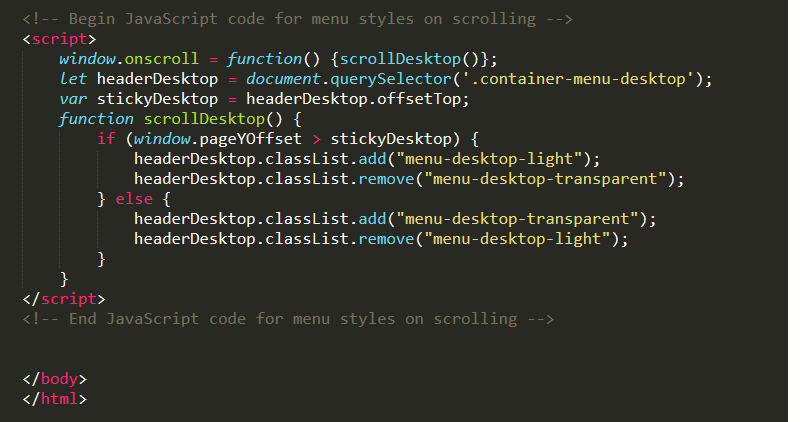 <!-- Begin JavaScript code for menu styles on scrolling -->
<script>
    window.onscroll = function() {scrollDesktop()};
    let headerDesktop = document.querySelector('.container-menu-desktop');
    var stickyDesktop = headerDesktop.offsetTop;
    function scrollDesktop() {
        if (window.pageYOffset > stickyDesktop) {
            headerDesktop.classList.add("menu-desktop-light");
            headerDesktop.classList.remove("menu-desktop-transparent");
        } else {
            headerDesktop.classList.add("menu-desktop-transparent");
            headerDesktop.classList.remove("menu-desktop-light");
        }
    }
</script>
<!-- End JavaScript code for menu styles on scrolling -->
</body>
</html>